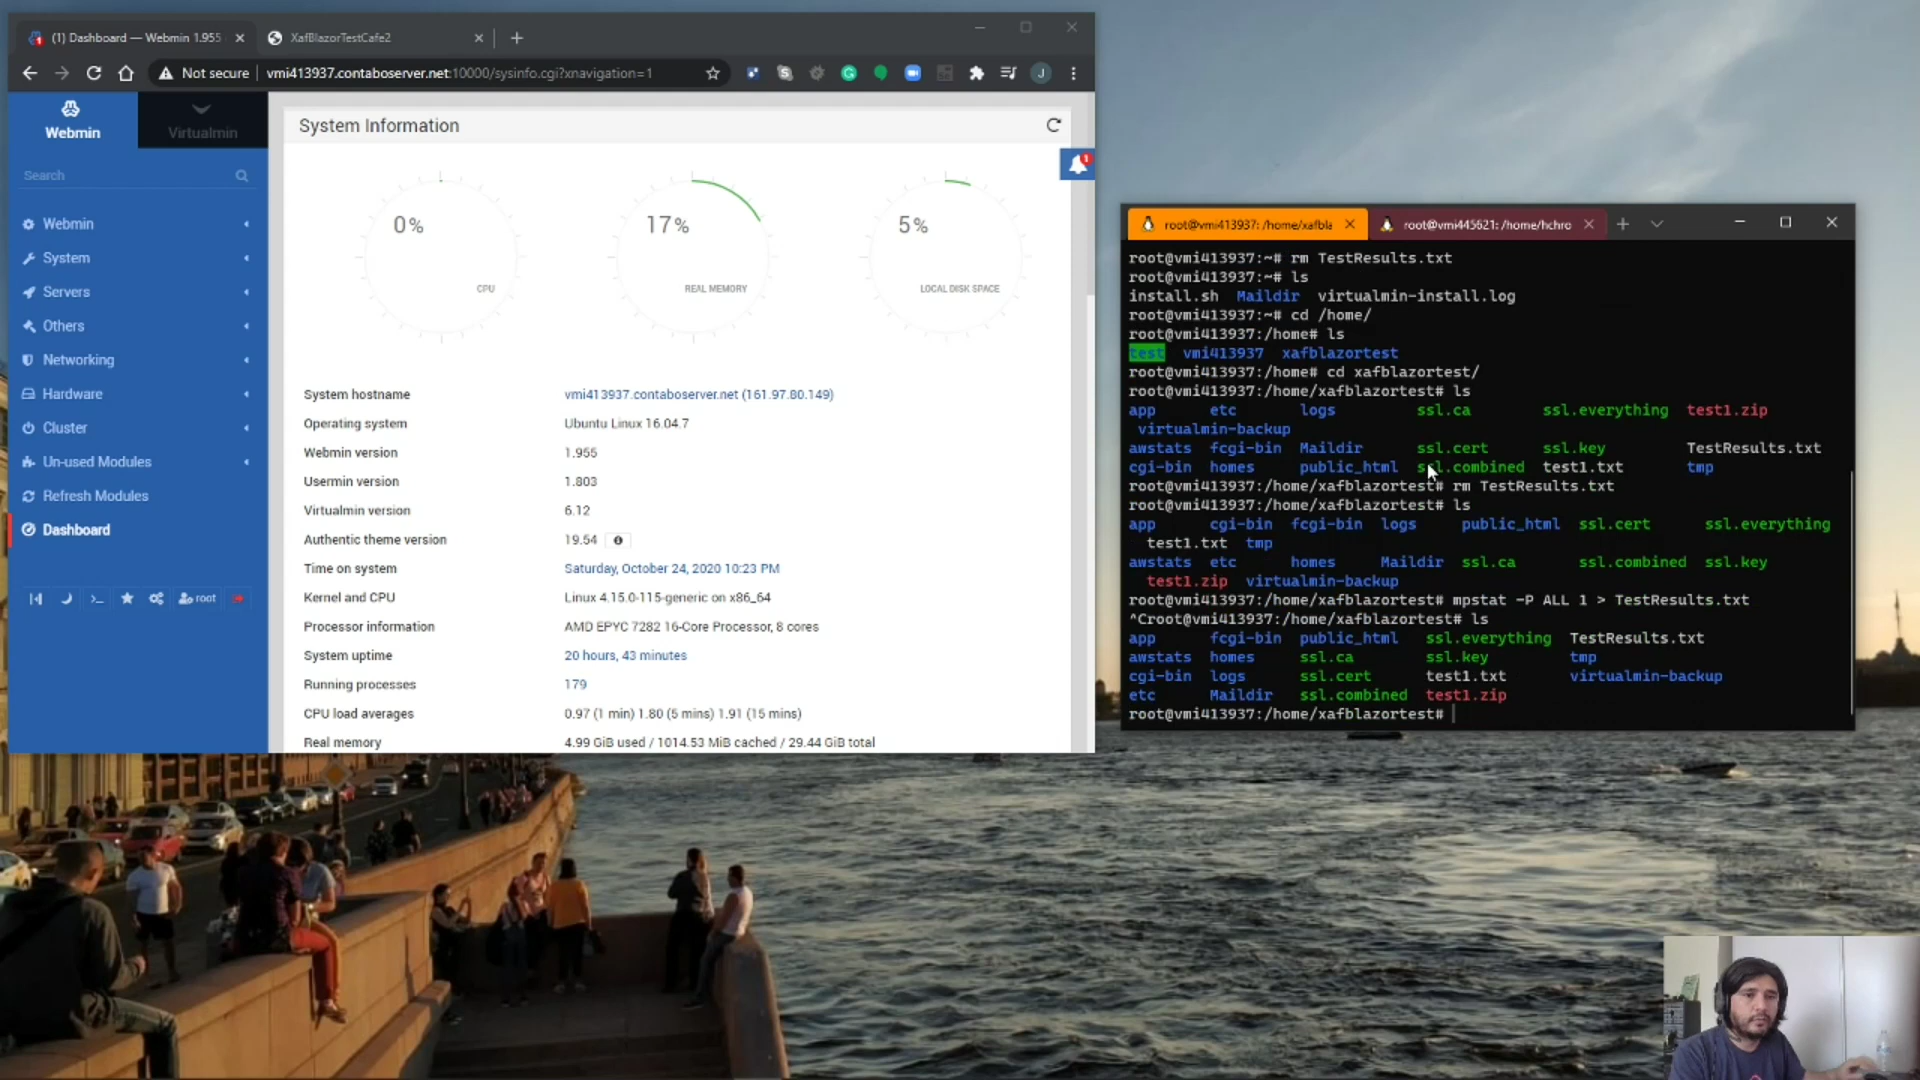 (1) Dashboard — Webmin 1.955
XafBlazorTestCafe2
Not secure
vmi413937.contaboserver.net:10000/sysinfo.cgi?xnavigation=1
J
Webmin
Virtualmin
Search
Webmin
System
Servers
Others
Networking
Hardware
Cluster
Un-used Modules
Refresh Modules
Dashboard
root
System Information
1
0%
CPU
17%
REAL MEMORY
5%
LOCAL DISK SPACE
System hostname vmi413937.contaboserver.net (161.97.80.149)
Operating system Ubuntu Linux 16.04.7
Webmin version 1.955
Usermin version 1.803
Virtualmin version 6.12
Authentic theme version 19.54
Time on system Saturday, October 24, 2020 10:23 PM
Kernel and CPU Linux 4.15.0-115-generic on x86_64
Processor information AMD EPYC 7282 16-Core Processor, 8 cores
System uptime 20 hours, 43 minutes
Running processes 179
CPU load averages 0.97 (1 min) 1.80 (5 mins) 1.91 (15 mins)
Real memory 4.99 GiB used / 1014.53 MiB cached / 29.44 GiB total
root@vmi413937: /home/xafbla
root@vmi445621: /home/hchro
root@vmi413937:~# rm TestResults.txt
root@vmi413937:~# ls
install.sh Maildir virtualmin-install.log
root@vmi413937:~# cd /home/
root@vmi413937:/home# ls
test vmi413937 xafblazortest
root@vmi413937:/home# cd xafblazortest/
root@vmi413937:/home/xafblazortest# ls
app etc logs ssl.ca ssl.everything test1.zip
virtualmin-backup
awstats fcgi-bin Maildir ssl.cert ssl.key TestResults.txt
cgi-bin homes public_html ssl.combined test1.txt tmp
root@vmi413937:/home/xafblazortest# rm TestResults.txt
root@vmi413937:/home/xafblazortest# ls
app cgi-bin fcgi-bin logs public_html ssl.cert ssl.everything
test1.txt tmp
awstats etc homes Maildir ssl.ca ssl.combined ssl.key
test1.zip virtualmin-backup
root@vmi413937:/home/xafblazortest# mpstat -P ALL 1 > TestResults.txt
^Croot@vmi413937:/home/xafblazortest# ls
app fcgi-bin public_html ssl.everything TestResults.txt
awstats homes ssl.ca ssl.key tmp
cgi-bin logs ssl.cert test1.txt virtualmin-backup
etc Maildir ssl.combined test1.zip
root@vmi413937:/home/xafblazortest#